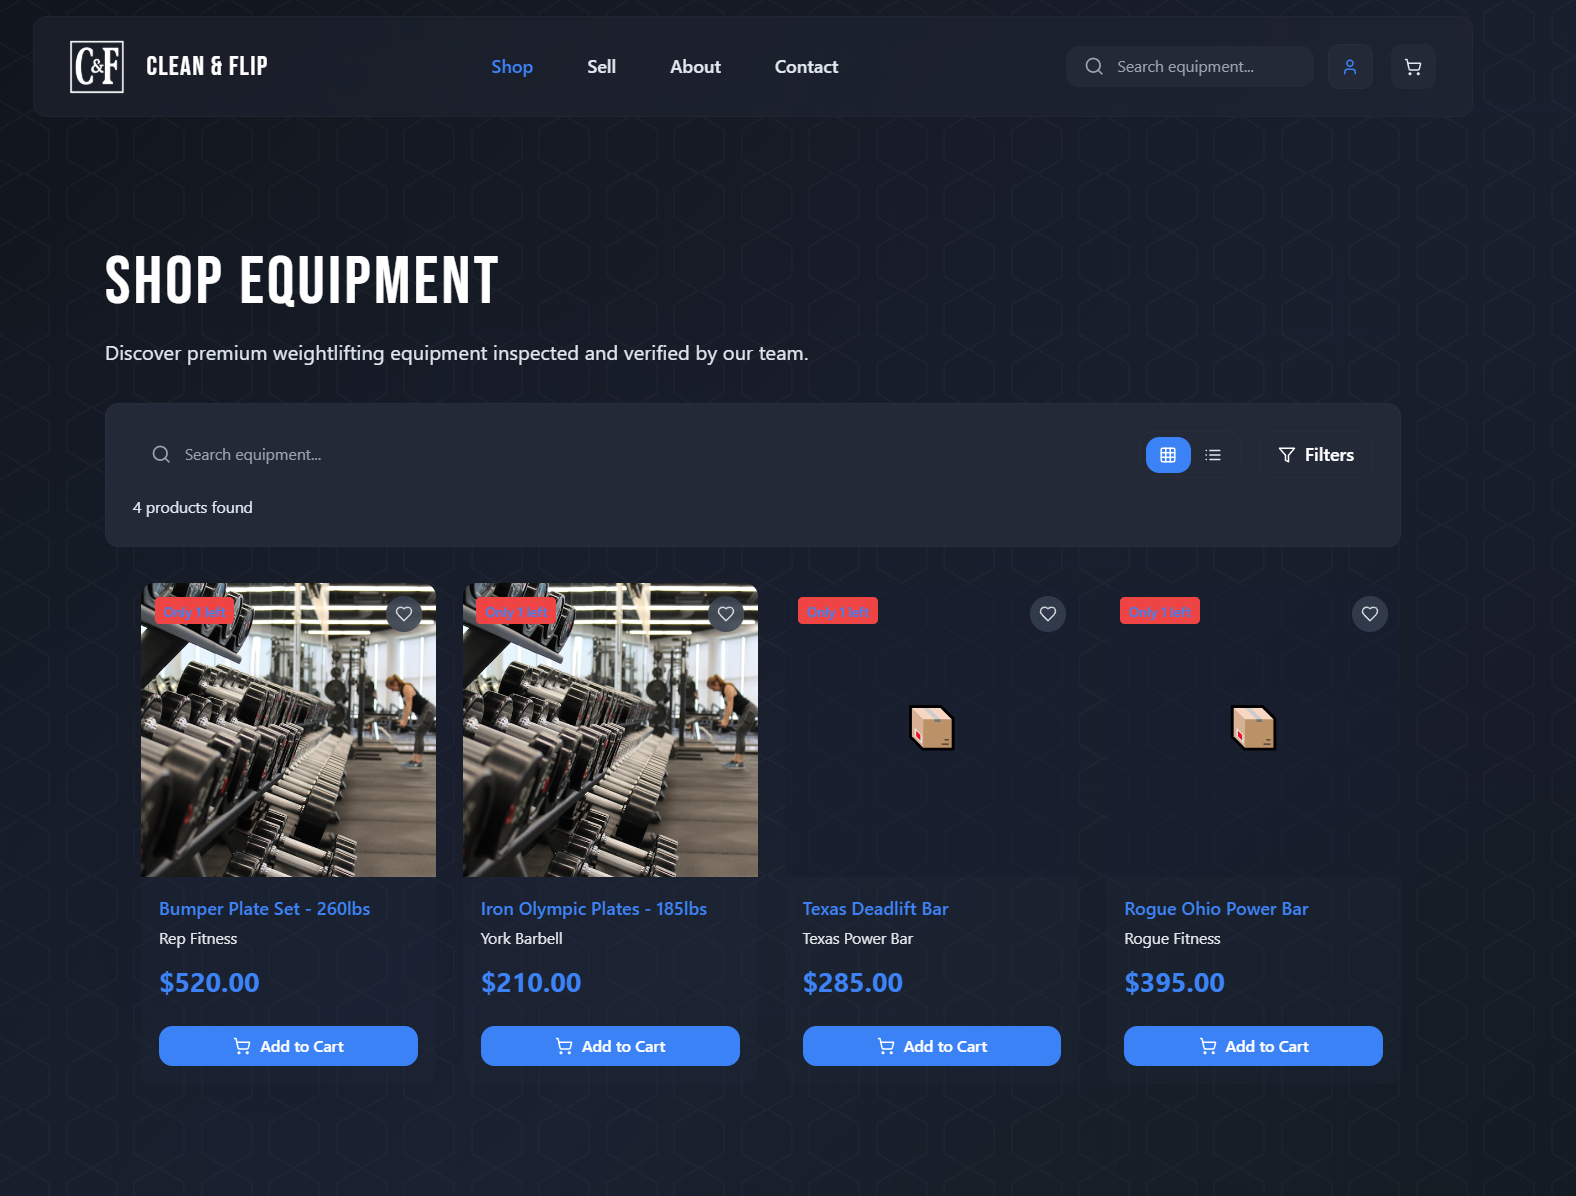 C&F
CLEAN & FLIP
Shop
Sell
About
Contact
Search equipment...
SHOP EQUIPMENT
Discover premium weightlifting equipment inspected and verified by our team.
Search equipment...
Filters
4 products found
Only 1 left
Only 1 left
Only 1 left
Only 1 left
Bumper Plate Set - 260lbs
Rep Fitness
$520.00
Add to Cart
Iron Olympic Plates - 185lbs
York Barbell
$210.00
Add to Cart
Texas Deadlift Bar
Texas Power Bar
$285.00
Add to Cart
Rogue Ohio Power Bar
Rogue Fitness
$395.00
Add to Cart